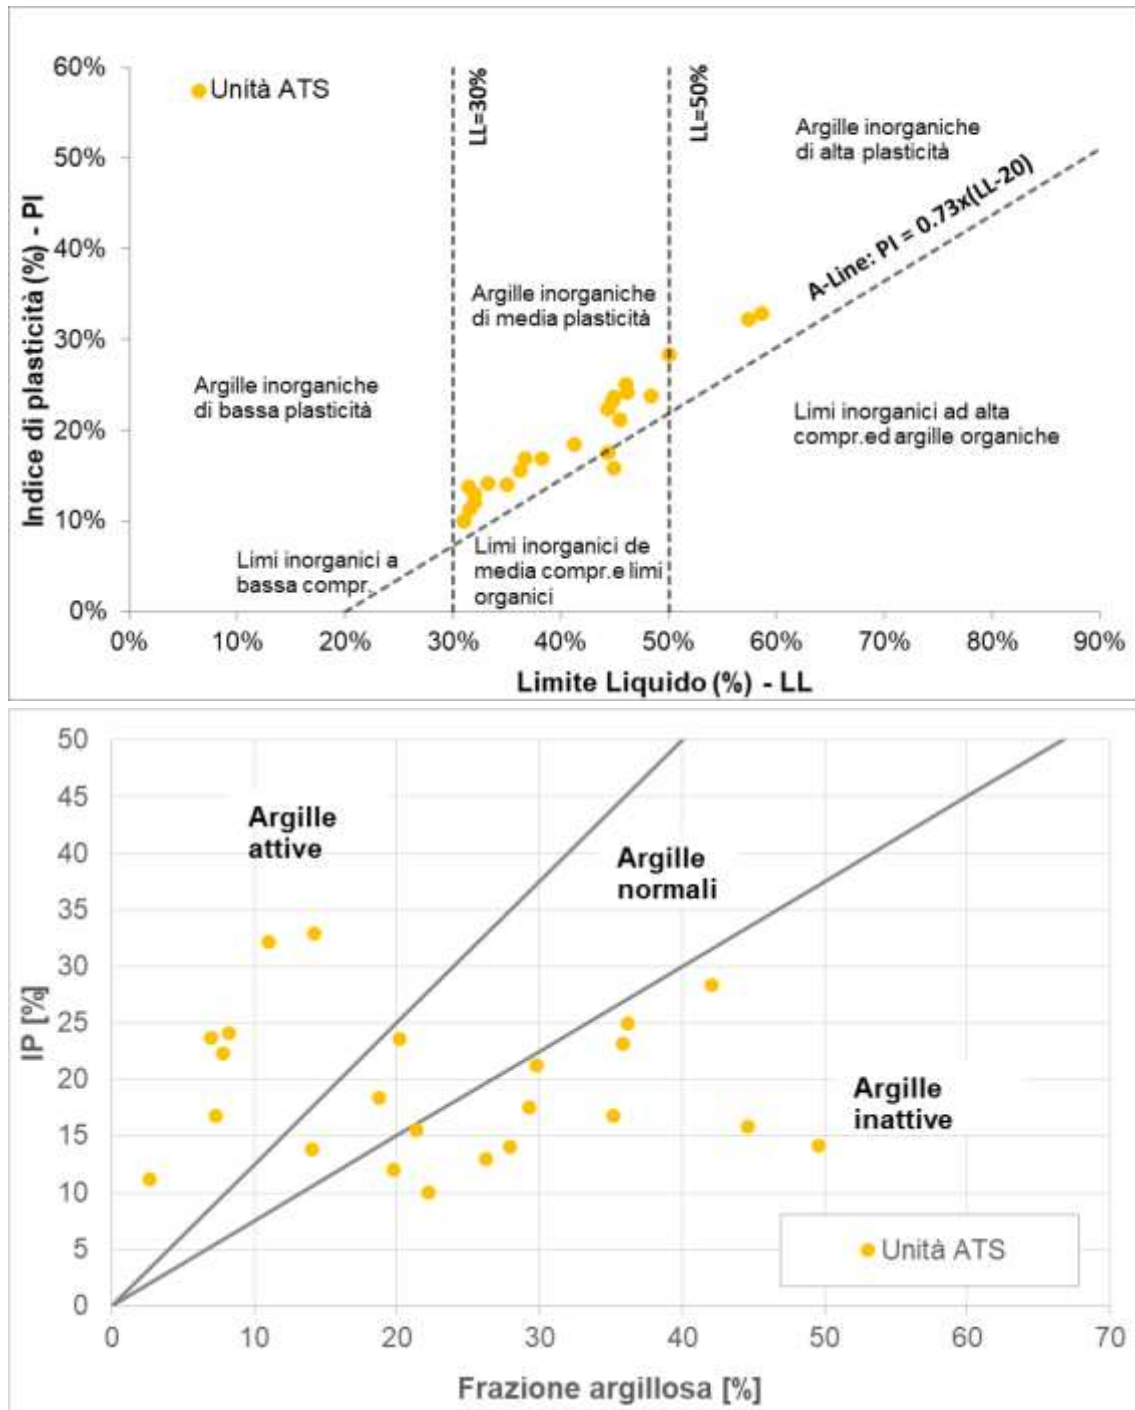 60%
Unità ATS
LL=30%
LL=50%
Argille inorganiche
di alta plasticità
50%
A-Line: PI = 0.73x(LL-20)
40%
Argille inorganiche
di media plasticità
30%
Argille inorganiche
di bassa plasticità
Limi inorganici ad alta
compr.ed argille organiche
20%
10%
Limi inorganici a
bassa compr.
Limi inorganici de
media compr.e limi
organici
0%
Indice di plasticità (%) - PI
0% 10% 20% 30% 40% 50% 60% 70% 80% 90%
Limite Liquido (%) - LL
50
45
Argille
attive
40
Argille
normali
35
30
25
20
Argille
inattive
15
10
5
Unità ATS
0
IP [%]
0 10 20 30 40 50 60 70
Frazione argillosa [%]